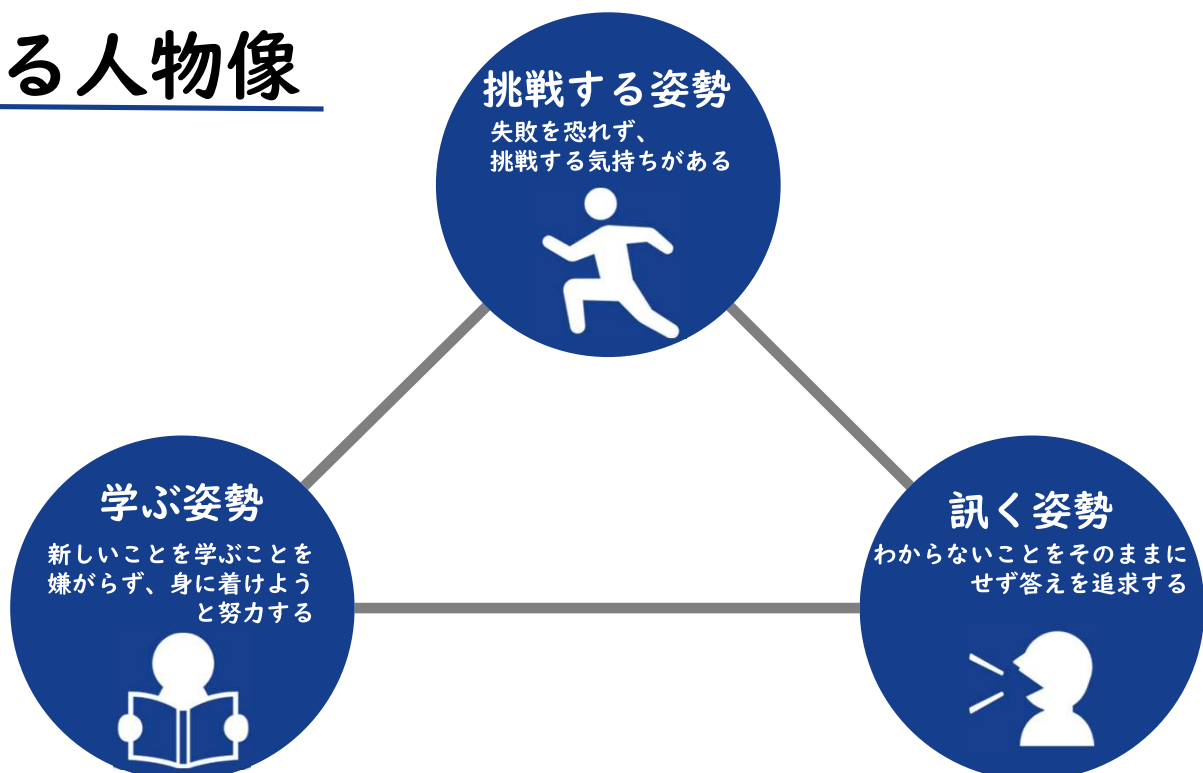 る人物像
挑戦する姿勢
失敗を恐れず、
挑戦する気持ちがある
学ぶ姿勢
新しいことを学ぶことを
嫌がらず、身に着けよう
と努力する
訊く姿勢
わからないことをそのままに
せず答えを追求する